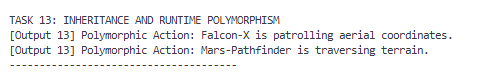 TASK 13: INHERITANCE AND RUNTIME POLYMORPHISM
[Output 13] Polymorphic Action: Falcon-X is patrolling aerial coordinates.
[Output 13] Polymorphic Action: Mars-Pathfinder is traversing terrain.
--------------------------------------